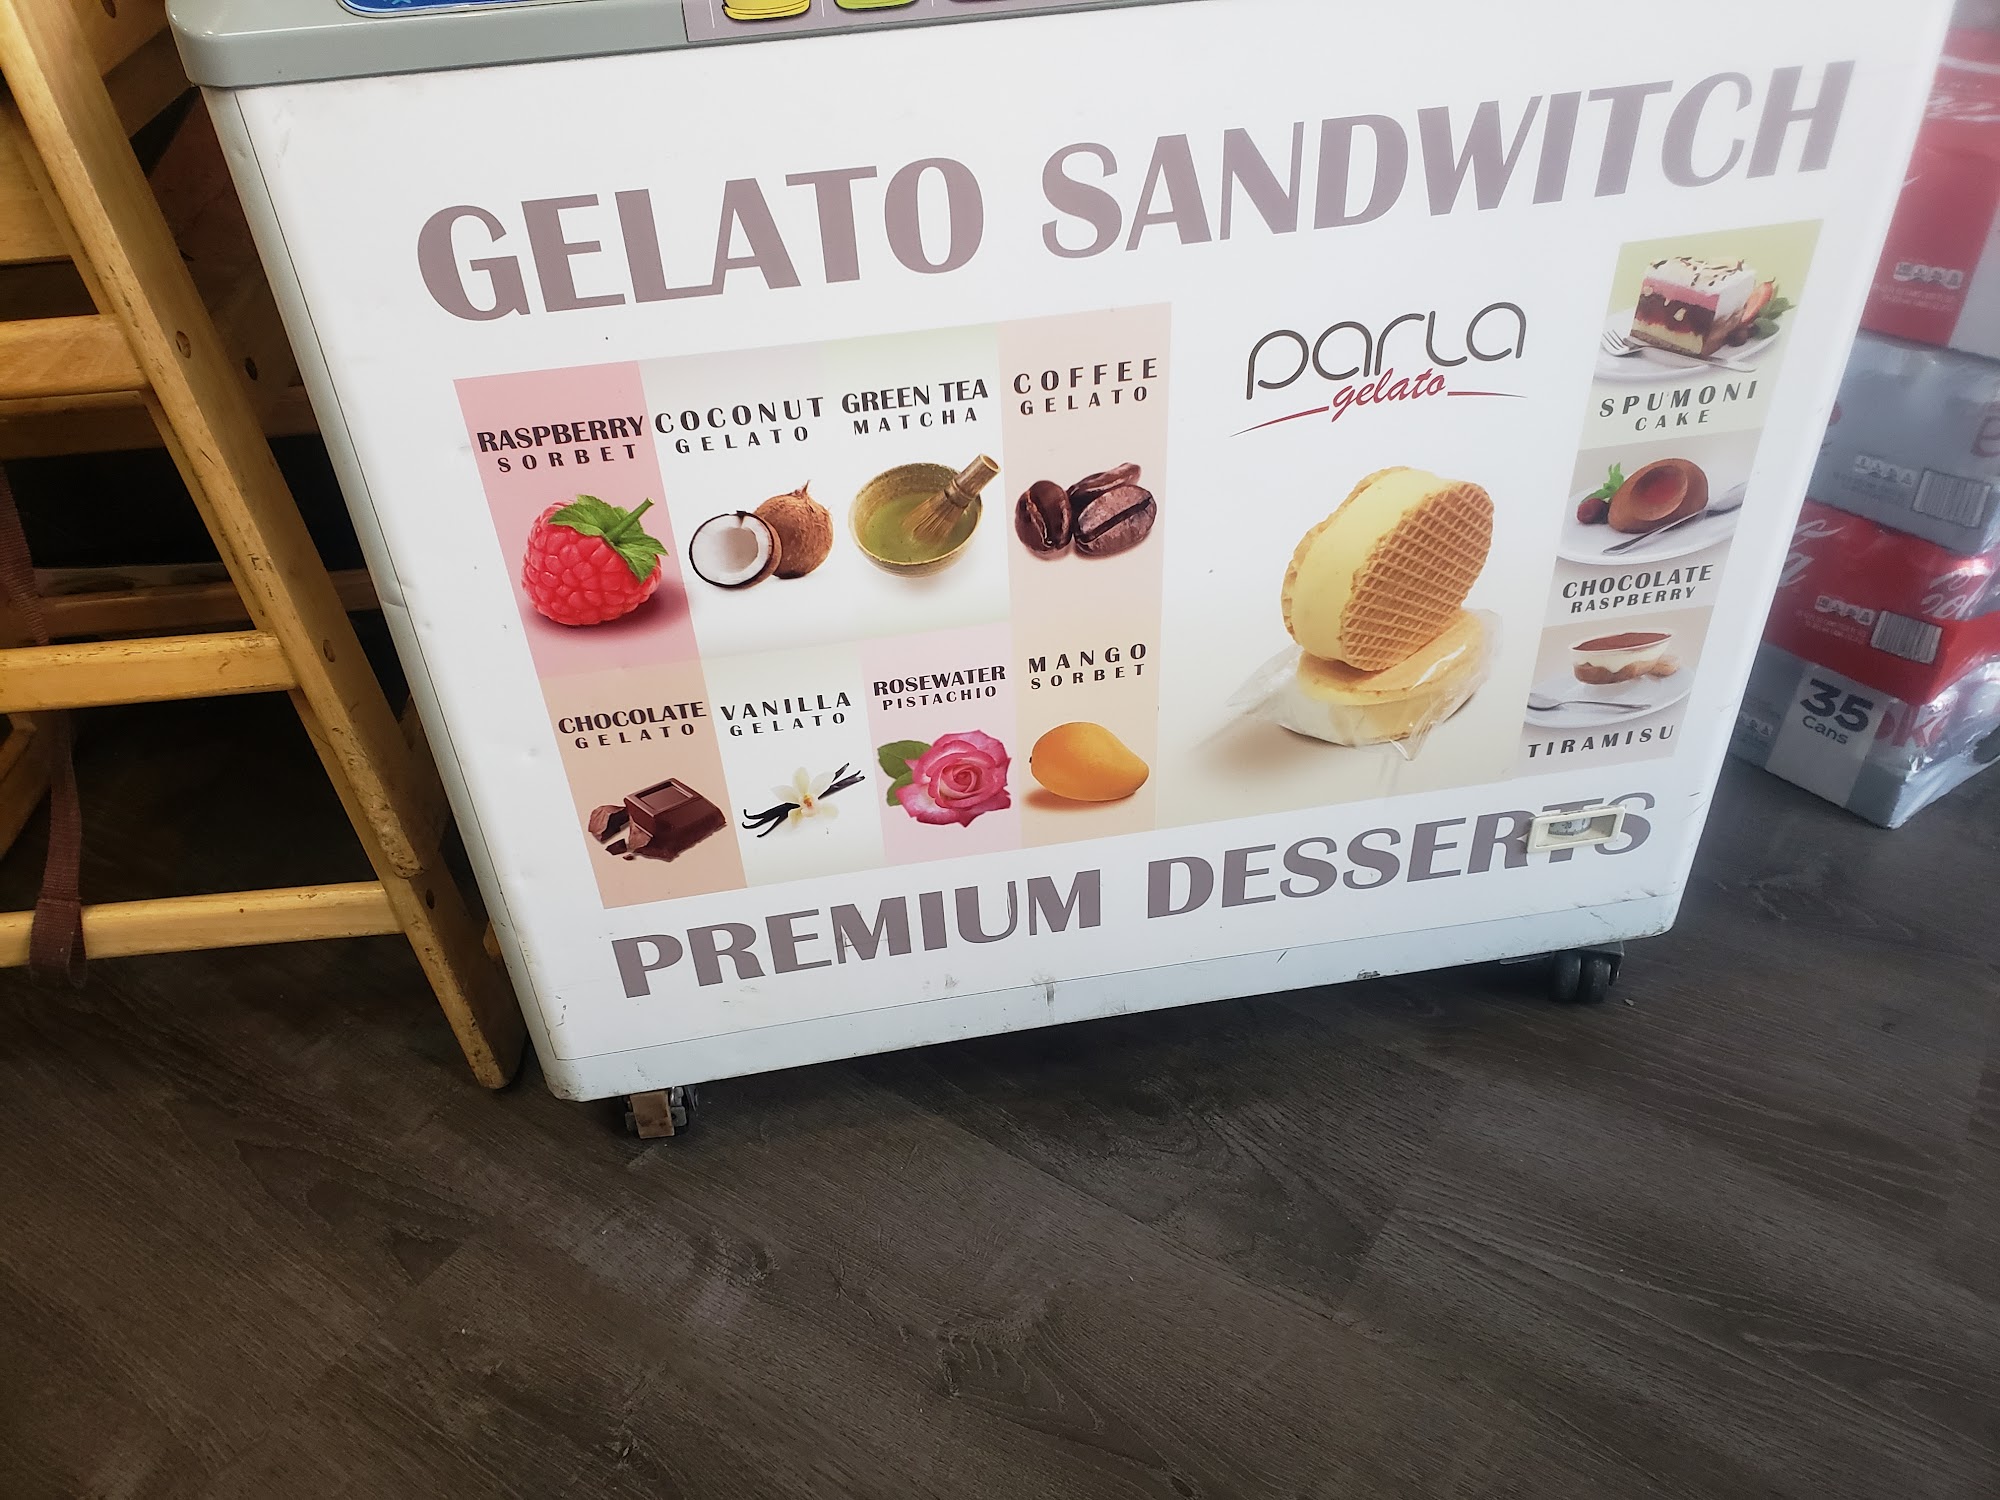 GELATO SANDWITCH
RASPBERRY
SORBET
COCONUT
GELATO
GREEN TEA
MATCHA
COFFEE
GELATO
CHOCOLATE
GELATO
VANILLA
GELATO
ROSEWATER
PISTACHIO
MANGO
SORBET
parla
gelato
SPUMONI
CAKE
CHOCOLATE
RASPBERRY
TIRAMISU
PREMIUM DESSERTS
35
Cans